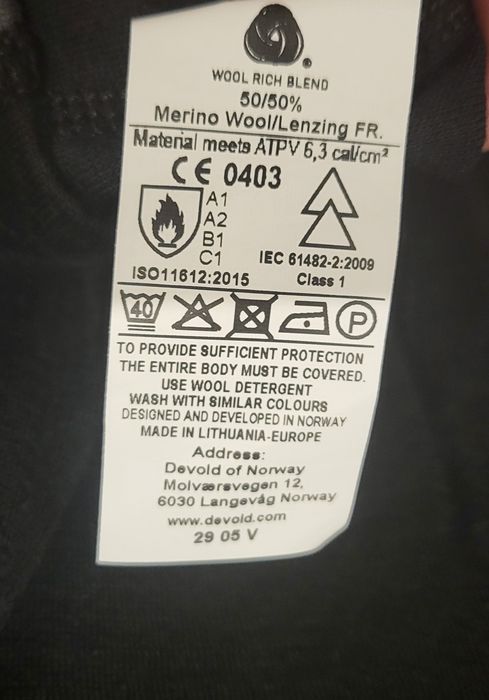 WOOL RICH BLEND
50/50%
Merino Wool/Lenzing FR.
Material meets ATPV 6,3 cal/cm²
CE 0403
A1
A2
B1
C1
ISO11612:2015
IEC 61482-2:2009
Class 1
40
P
TO PROVIDE SUFFICIENT PROTECTION
THE ENTIRE BODY MUST BE COVERED.
USE WOOL DETERGENT
WASH WITH SIMILAR COLOURS
DESIGNED AND DEVELOPED IN NORWAY
MADE IN LITHUANIA-EUROPE
Address:
Devold of Norway
Molværsvegen 12,
6030 Langevåg Norway
www.devold.com
29 05 V